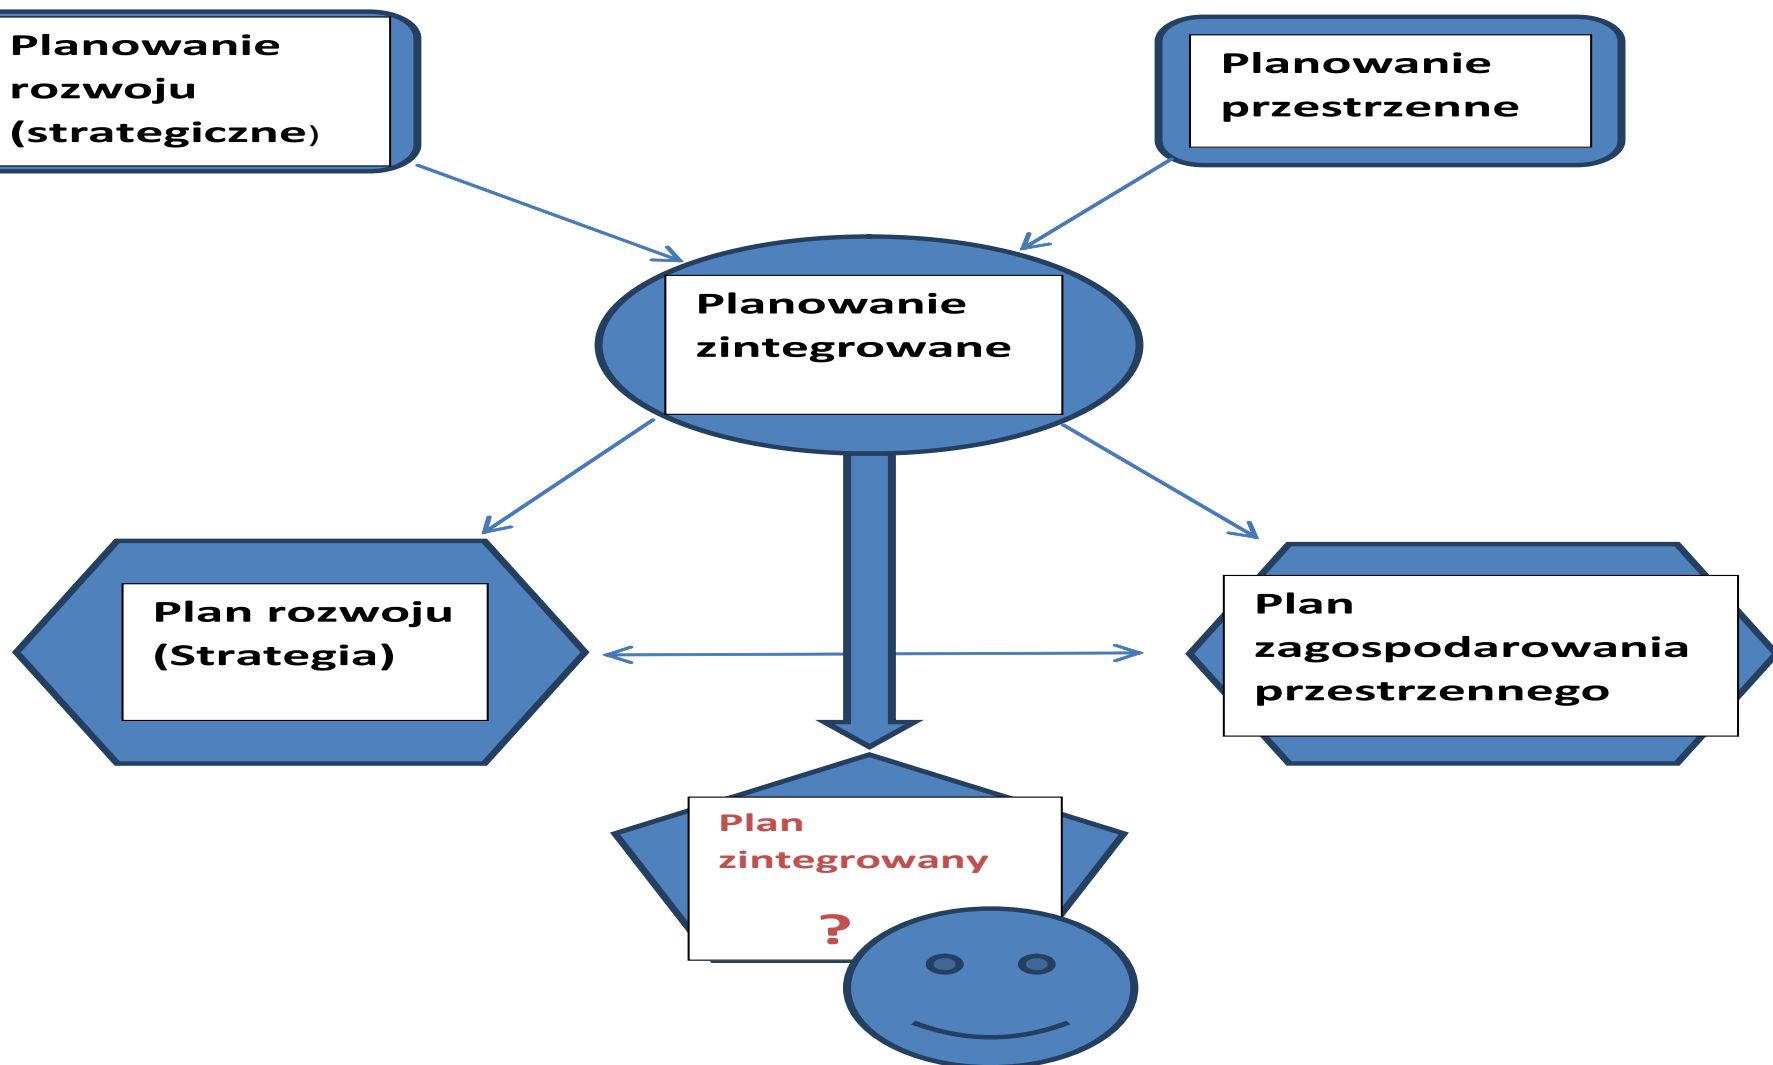 Planowanie
rozwoju
(strategiczne)
Planowanie
przestrzenne
Planowanie
zintegrowane
Plan rozwoju
(Strategia)
Plan
zagospodarowania
przestrzennego
Plan
zintegrowany
?